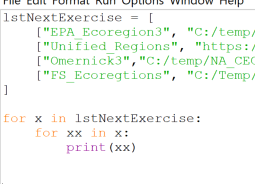 File Edit Format Run Options Window Help
lstNextExercise = [
    ["EPA_Ecoregion3", "C:/temp/
    ["Unified_Regions", "https:/
    ["Omernick3","C:/temp/NA_CEC
    ["FS_Ecoregtions", "C:/Temp/
]
for x in lstNextExercise:
    for xx in x:
        print(xx)